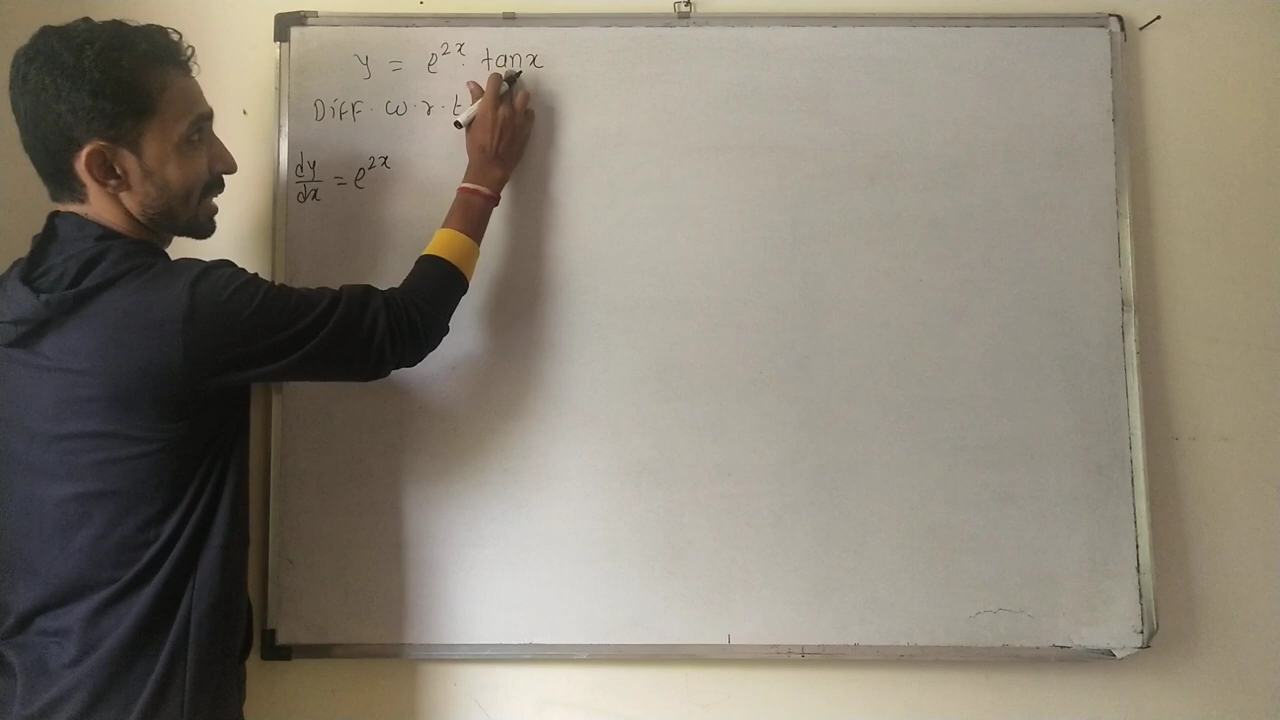 y = e^{2x} · tanx
Diff. w.r.t
dy/dx = e^{2x}